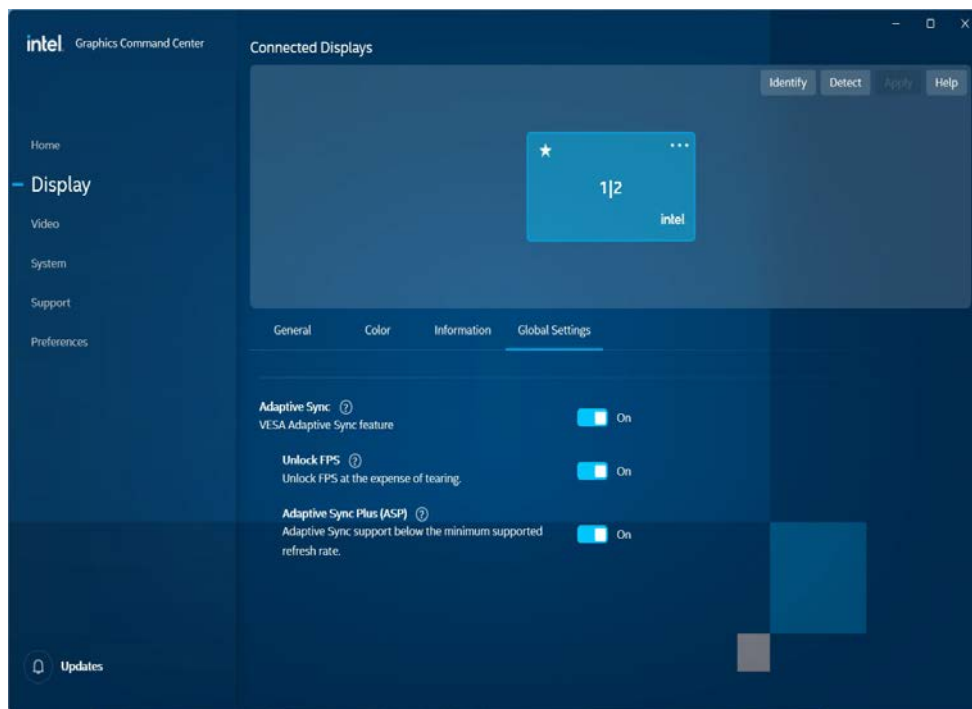 intel. Graphics Command Center
Connected Displays
Identify Detect Apply Help
Home
Display
Video
System
Support
Preferences
1|2
intel
General Color Information Global Settings
Adaptive Sync ?
VESA Adaptive Sync feature
On
Unlock FPS ?
Unlock FPS at the expense of tearing.
On
Adaptive Sync Plus (ASP) ?
Adaptive Sync support below the minimum supported
refresh rate.
On
Updates